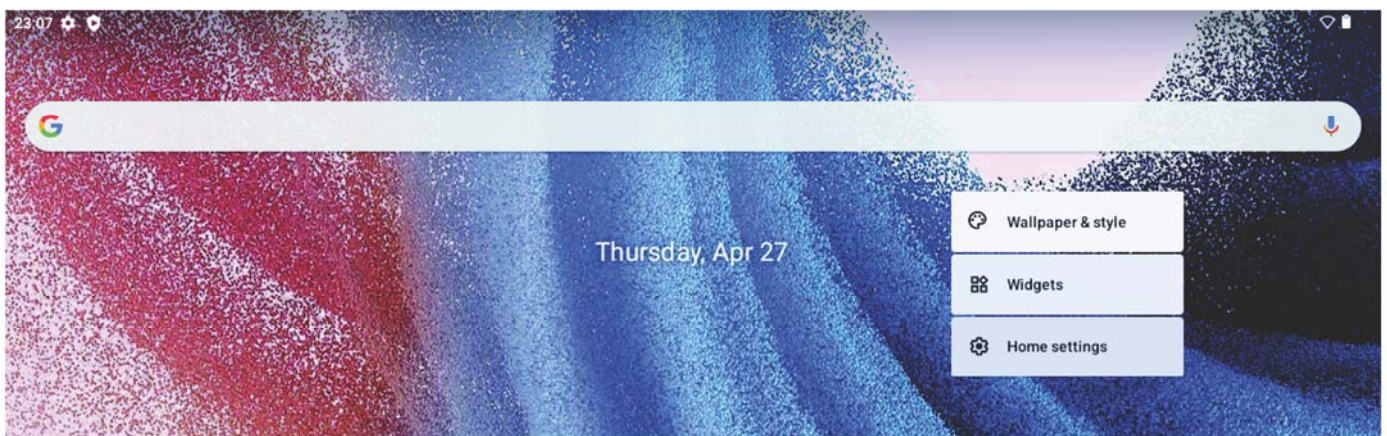 23:07
Thursday, Apr 27
Wallpaper & style
Widgets
Home settings